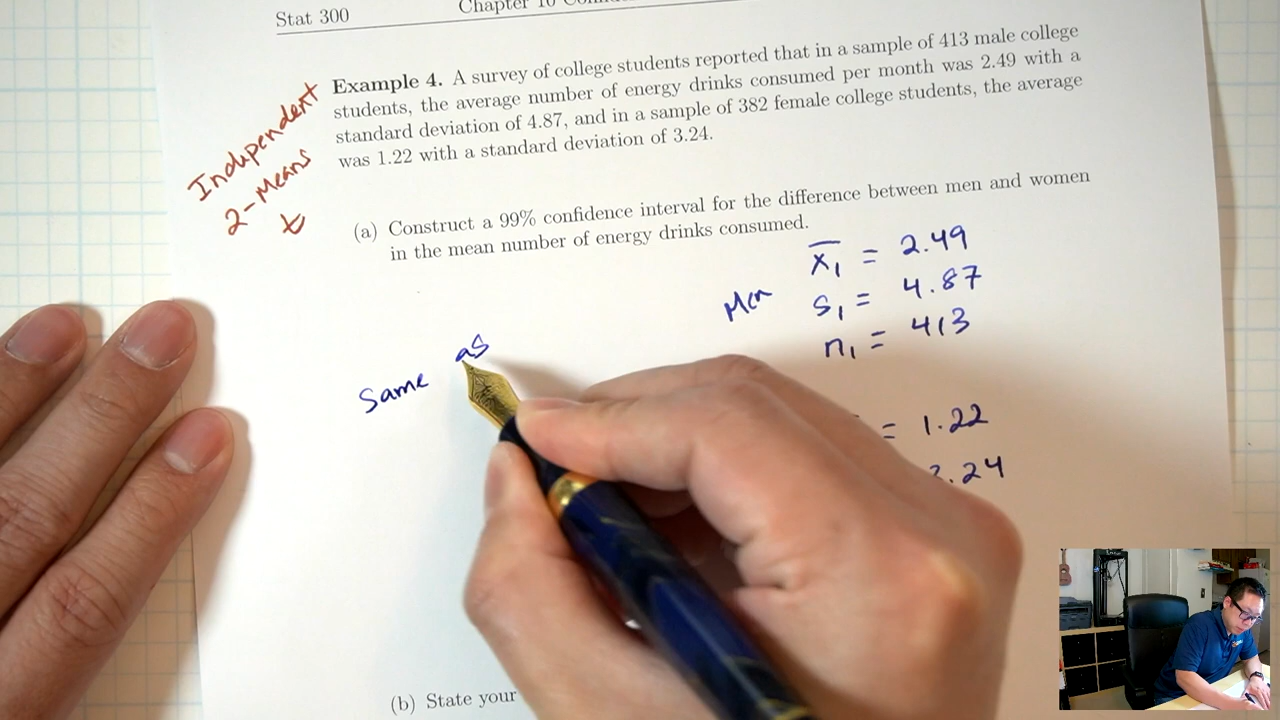 Stat 300
Chapter 10
Example 4. A survey of college students reported that in a sample of 413 male college
students, the average number of energy drinks consumed per month was 2.49 with a
standard deviation of 4.87, and in a sample of 382 female college students, the average
was 1.22 with a standard deviation of 3.24.
Independent
2-Means
t
(a) Construct a 99% confidence interval for the difference between men and women
in the mean number of energy drinks consumed.
Men
x̄₁ = 2.49
s₁ = 4.87
n₁ = 413
Same as
= 1.22
3.24
(b) State your